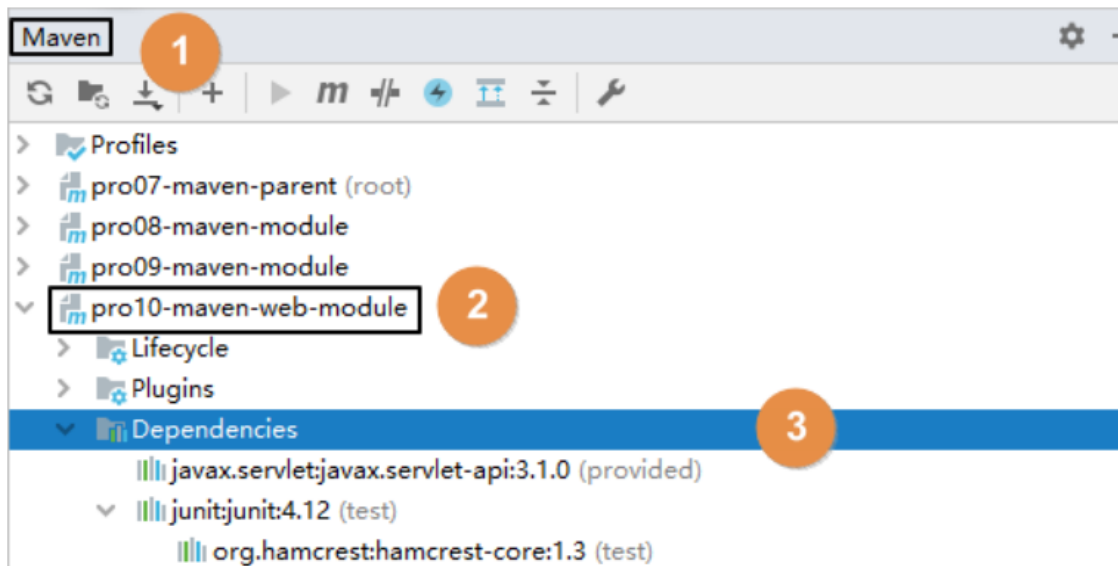 Maven
1
m
Profiles
pro07-maven-parent (root)
pro08-maven-module
pro09-maven-module
pro10-maven-web-module
2
Lifecycle
Plugins
Dependencies
3
javax.servlet:javax.servlet-api:3.1.0 (provided)
junit:junit:4.12 (test)
org.hamcrest:hamcrest-core:1.3 (test)